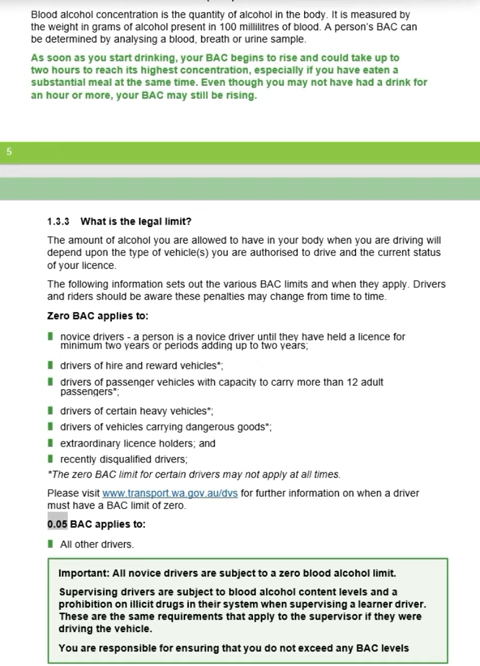 Blood alcohol concentration is the quantity of alcohol in the body. It is measured by
the weight in grams of alcohol present in 100 millilitres of blood. A person's BAC can
be determined by analysing a blood, breath or urine sample.
As soon as you start drinking, your BAC begins to rise and could take up to
two hours to reach its highest concentration, especially if you have eaten a
substantial meal at the same time. Even though you may not have had a drink for
an hour or more, your BAC may still be rising.
5
1.3.3 What is the legal limit?
The amount of alcohol you are allowed to have in your body when you are driving will
depend upon the type of vehicle(s) you are authorised to drive and the current status
of your licence.
The following information sets out the various BAC limits and when they apply. Drivers
and riders should be aware these penalties may change from time to time.
Zero BAC applies to:
novice drivers - a person is a novice driver until they have held a licence for
minimum two years or periods adding up to two years;
drivers of hire and reward vehicles*;
drivers of passenger vehicles with capacity to carry more than 12 adult
passengers*;
drivers of certain heavy vehicles*;
drivers of vehicles carrying dangerous goods*;
extraordinary licence holders; and
recently disqualified drivers;
*The zero BAC limit for certain drivers may not apply at all times.
Please visit www.transport.wa.gov.au/dvs for further information on when a driver
must have a BAC limit of zero.
0.05 BAC applies to:
All other drivers.
Important: All novice drivers are subject to a zero blood alcohol limit.
Supervising drivers are subject to blood alcohol content levels and a
prohibition on illicit drugs in their system when supervising a learner driver.
These are the same requirements that apply to the supervisor if they were
driving the vehicle.
You are responsible for ensuring that you do not exceed any BAC levels